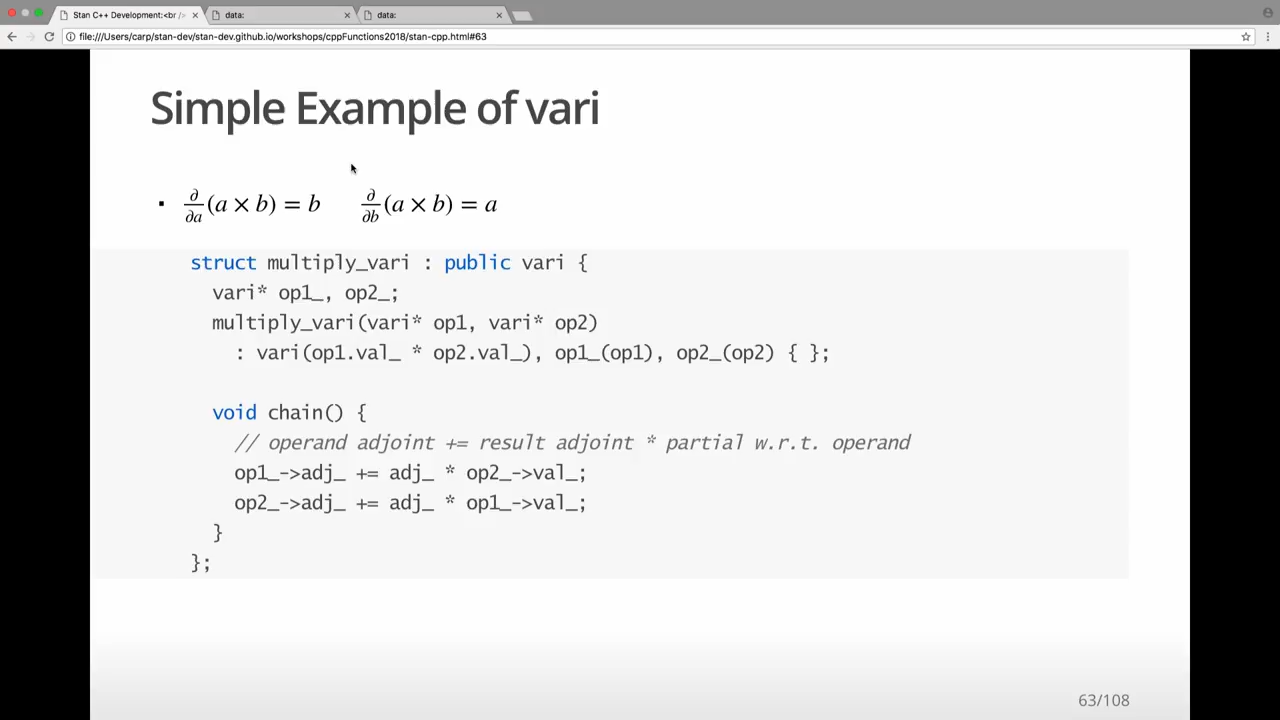 Stan C++ Development:<br />
data:
data:
file:///Users/carp/stan-dev/stan-dev.github.io/workshops/cppFunctions2018/stan-cpp.html#63
Simple Example of vari
▪ ∂/∂a (a × b) = b ∂/∂b (a × b) = a
struct multiply_vari : public vari {
vari* op1_, op2_;
multiply_vari(vari* op1, vari* op2)
: vari(op1.val_ * op2.val_), op1_(op1), op2_(op2) { };
void chain() {
// operand adjoint += result adjoint * partial w.r.t. operand
op1_->adj_ += adj_ * op2_->val_;
op2_->adj_ += adj_ * op1_->val_;
}
};
63/108